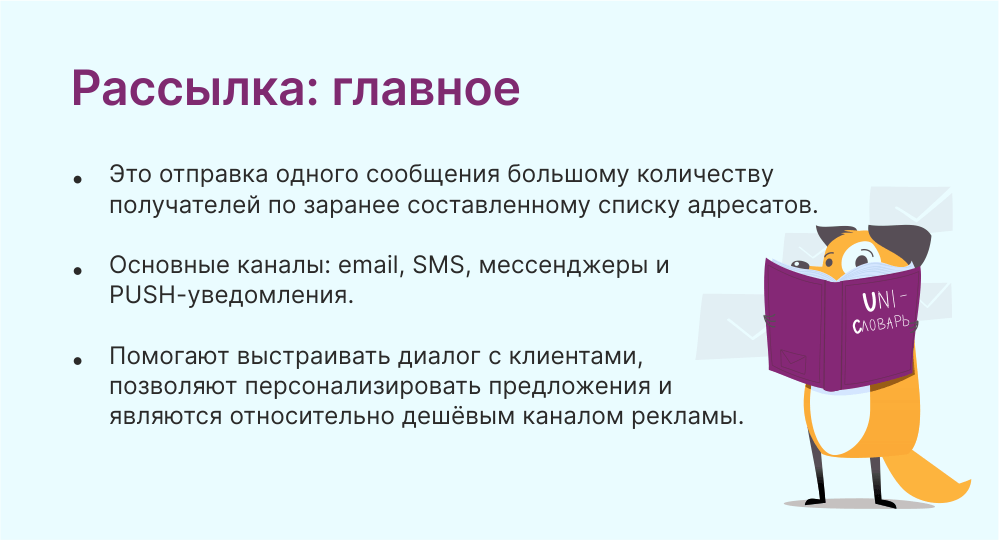 Рассылка: главное
• Это отправка одного сообщения большому количеству
получателей по заранее составленному списку адресатов.
• Основные каналы: email, SMS, мессенджеры и
PUSH-уведомления.
• Помогают выстраивать диалог с клиентами,
позволяют персонализировать предложения и
являются относительно дешёвым каналом рекламы.
UNI-
СЛОВАРЬ